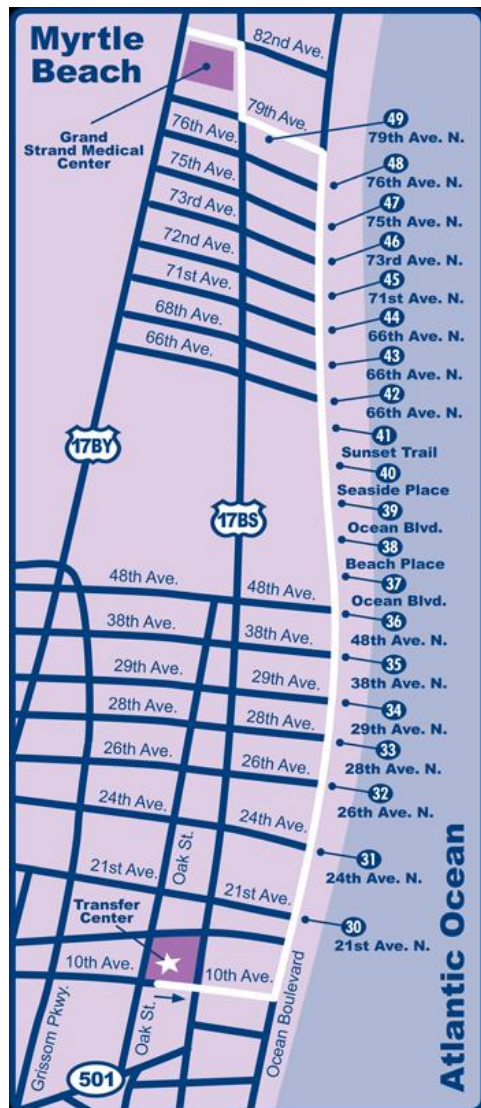 Myrtle
Beach
82nd Ave.
Grand
Strand Medical
Center
79th Ave.
49
79th Ave. N.
76th Ave.
48
76th Ave. N.
75th Ave.
47
75th Ave. N.
73rd Ave.
46
73rd Ave. N.
72nd Ave.
45
71st Ave. N.
71st Ave.
44
66th Ave. N.
68th Ave.
43
66th Ave. N.
66th Ave.
42
66th Ave. N.
41
Sunset Trail
17BY
40
Seaside Place
39
Ocean Blvd.
17BS
38
Beach Place
37
Ocean Blvd.
48th Ave.
48th Ave.
36
48th Ave. N.
38th Ave.
38th Ave.
35
38th Ave. N.
29th Ave.
29th Ave.
34
29th Ave. N.
28th Ave.
28th Ave.
33
28th Ave. N.
26th Ave.
26th Ave.
32
26th Ave. N.
24th Ave.
24th Ave.
31
24th Ave. N.
Oak St.
21st Ave.
21st Ave.
30
21st Ave. N.
Transfer
Center
10th Ave.
10th Ave.
Grissom Pkwy.
Oak St.
Ocean Boulevard
Atlantic Ocean
501